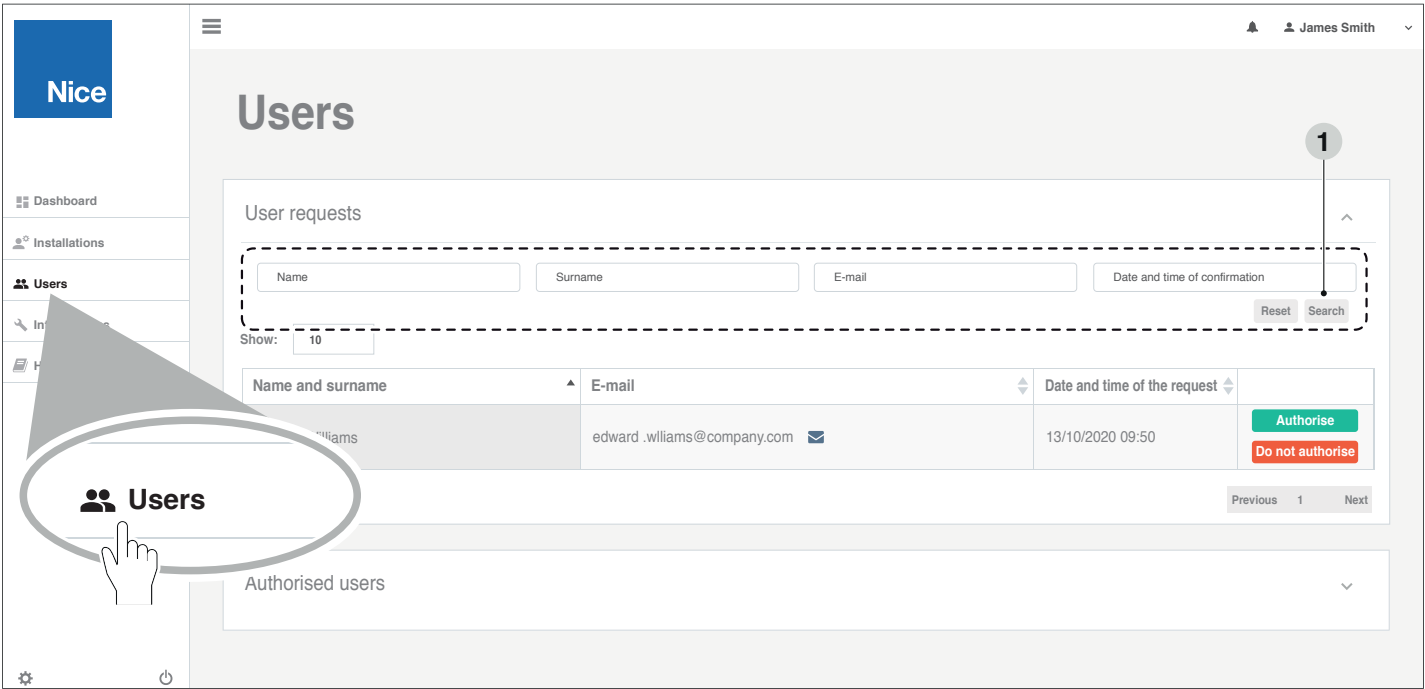 Nice
James Smith
Users
1
Dashboard
Installations
Users
User requests
Name
Surname
E-mail
Date and time of confirmation
Reset
Search
Show:
10
Name and surname
E-mail
Date and time of the request
edward .wlliams@company.com
13/10/2020 09:50
Authorise
Do not authorise
Users
Previous
1
Next
Authorised users